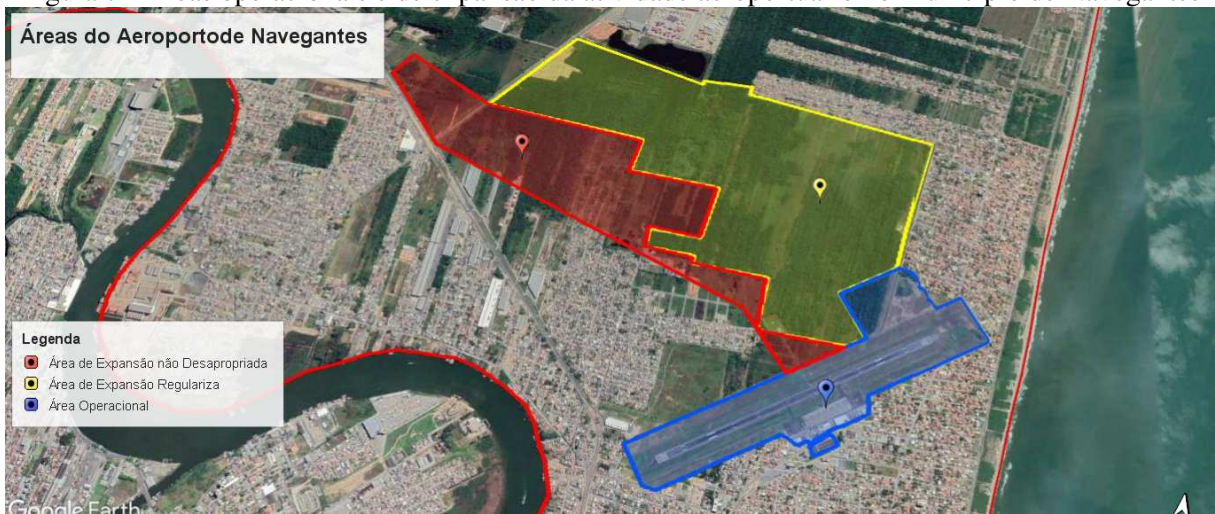 Áreas do Aeroportode Navegantes
Legenda
Área de Expansão não Desapropriada
Área de Expansão Regulariza
Área Operacional
Google Earth